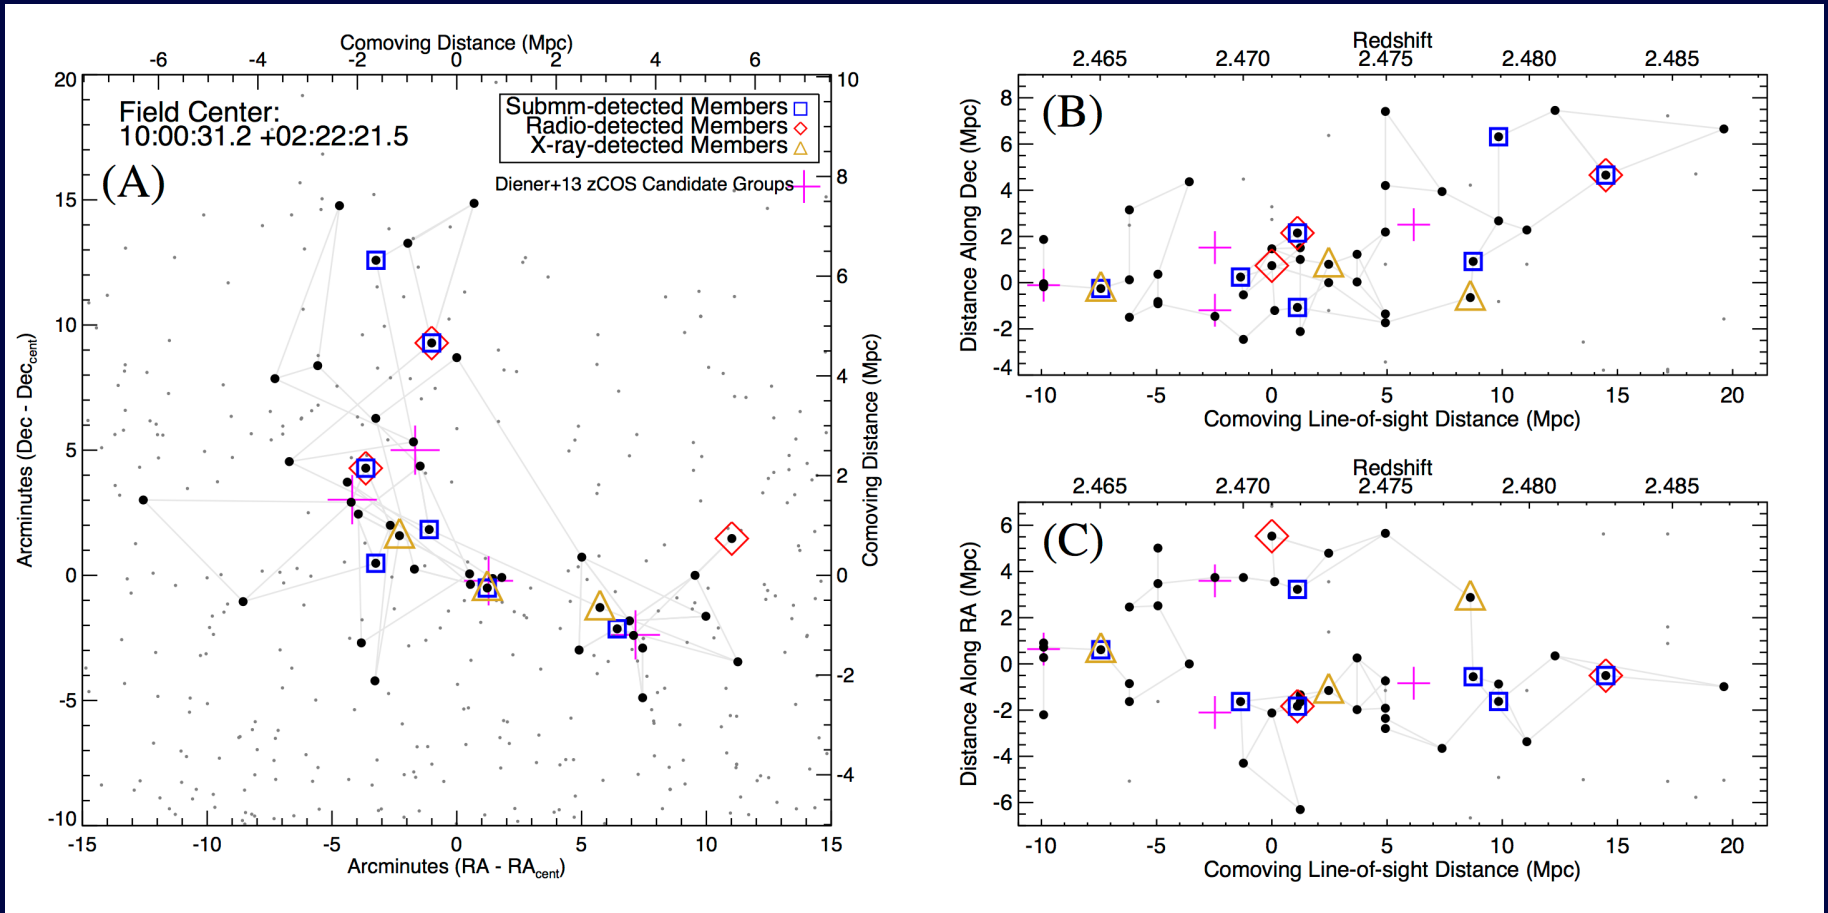 Comoving Distance (Mpc)
-6 -4 -2 0 2 4 6
20 15 10 5 0 -5 -10
Arcminutes (Dec - Dec_cent)
Field Center:
10:00:31.2 +02:22:21.5
(A)
Submm-detected Members
Radio-detected Members
X-ray-detected Members
Diener+13 zCOS Candidate Groups
10 8 6 4 2 0 -2 -4
Comoving Distance (Mpc)
-15 -10 -5 0 5 10 15
Arcminutes (RA - RA_cent)
Redshift
2.465 2.470 2.475 2.480 2.485
(B)
8 6 4 2 0 -2 -4
Distance Along Dec (Mpc)
-10 -5 0 5 10 15 20
Comoving Line-of-sight Distance (Mpc)
Redshift
2.465 2.470 2.475 2.480 2.485
(C)
6 4 2 0 -2 -4 -6
Distance Along RA (Mpc)
-10 -5 0 5 10 15 20
Comoving Line-of-sight Distance (Mpc)